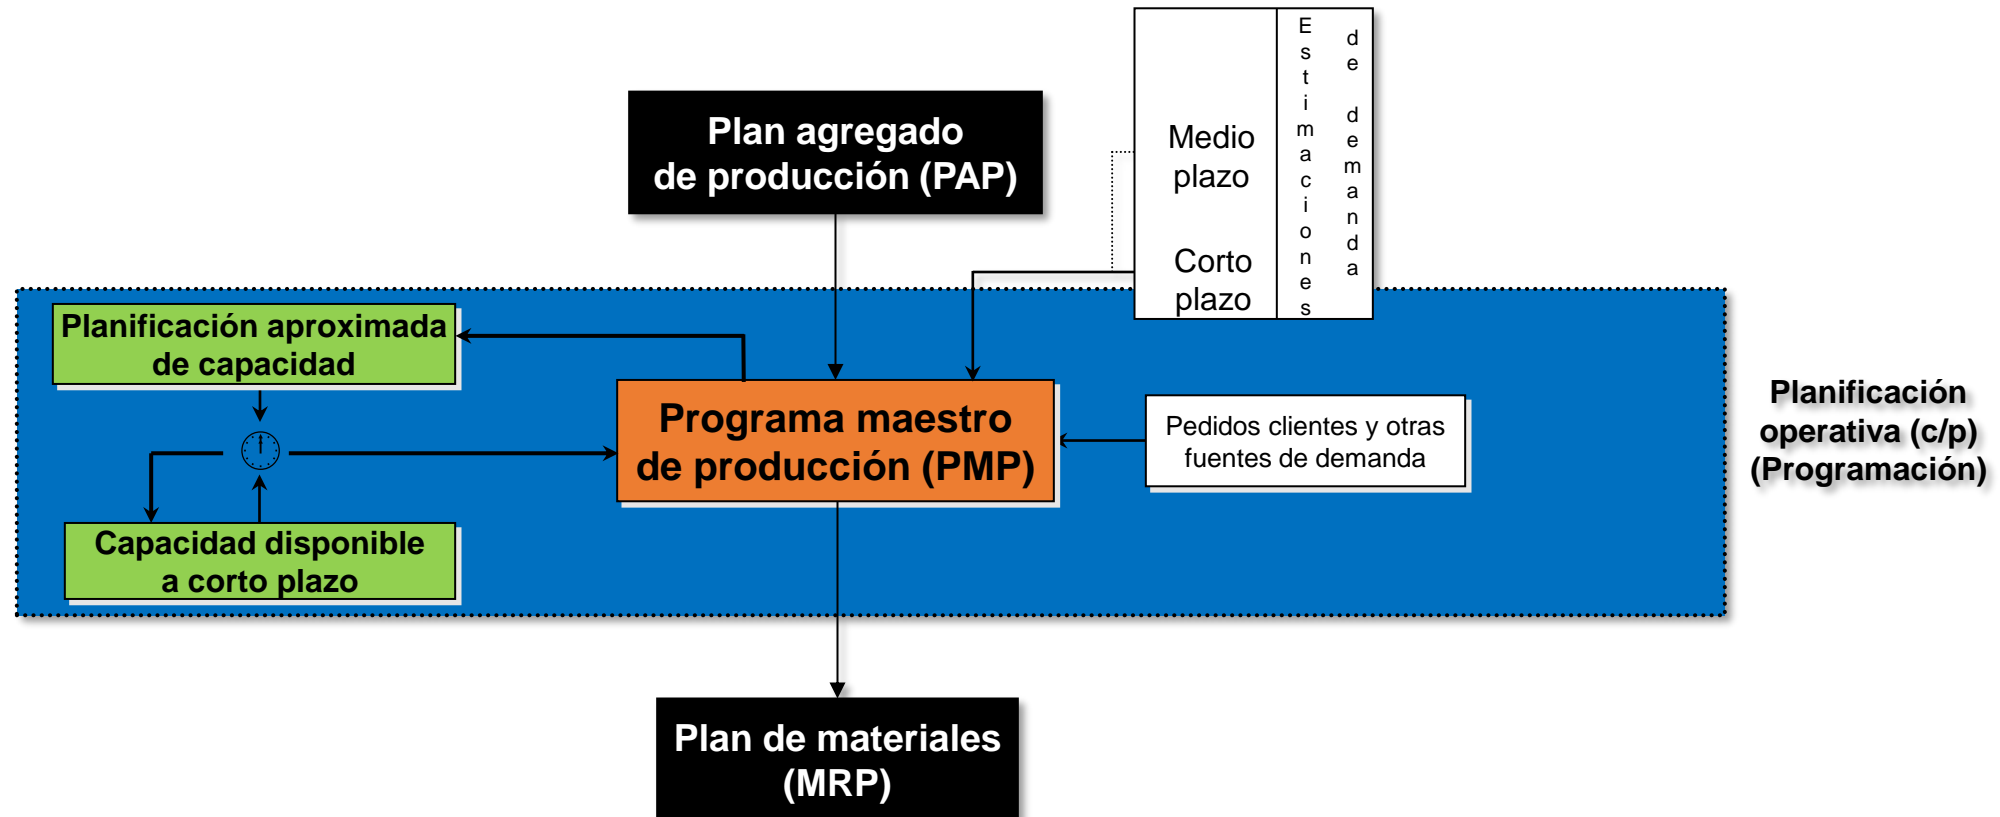 Plan agregado
de producción (PAP)
Medio
plazo
Corto
plazo
Estimaciones
de demanda
Planificación aproximada
de capacidad
Programa maestro
de producción (PMP)
Pedidos clientes y otras
fuentes de demanda
Capacidad disponible
a corto plazo
Planificación
operativa (c/p)
(Programación)
Plan de materiales
(MRP)